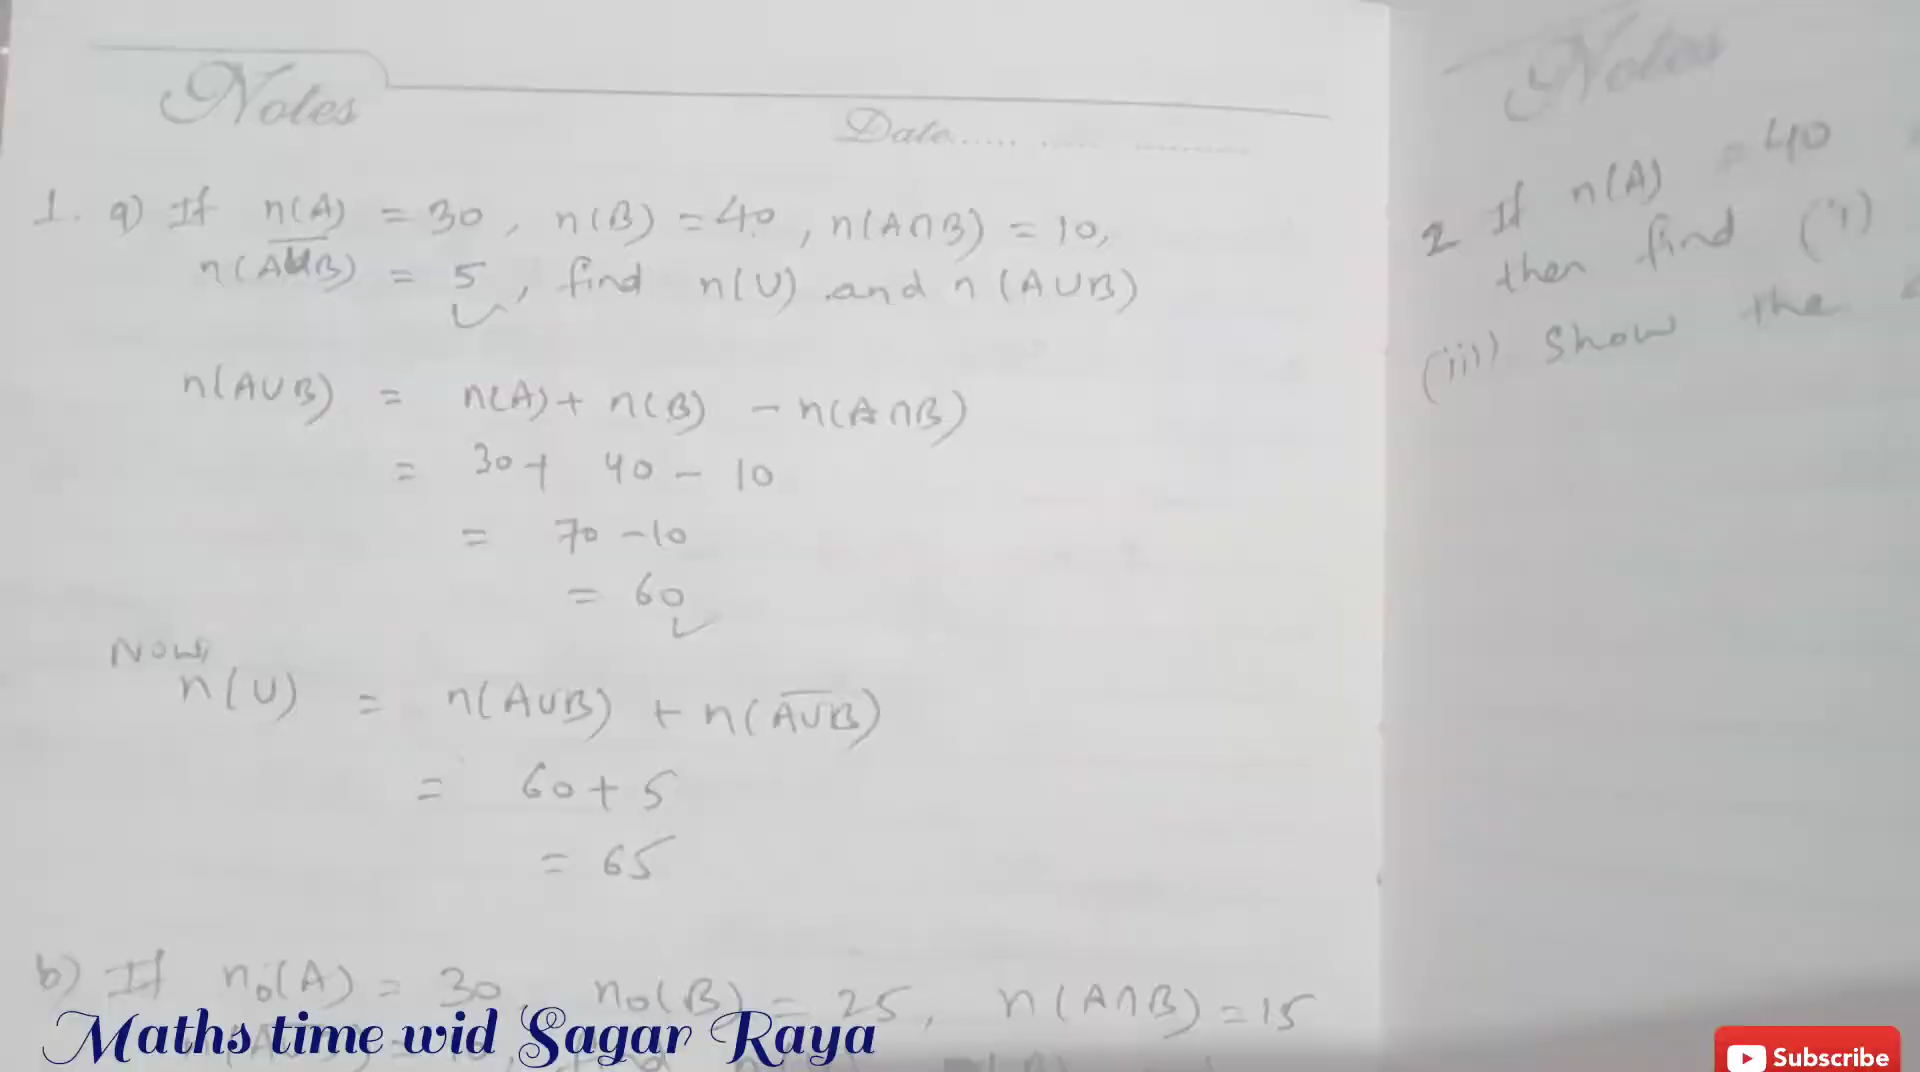 Notes
Date..... ..... ............
1. a) If n(A) = 30, n(B) = 40, n(A∩B) = 10,
n(A̅∪̅B̅) = 5, find n(U) and n(A∪B)
n(A∪B) = n(A) + n(B) - n(A∩B)
= 30 + 40 - 10
= 70 - 10
= 60
Now,
n(U) = n(A∪B) + n(A̅∪̅B̅)
= 60 + 5
= 65
b) If n₀(A) = 30, n₀(B) = 25, n(A∩B) = 15
Notes
2 If n(A) = 40
then find (i)
(iii) Show the
Maths time wid Sagar Raya
Subscribe